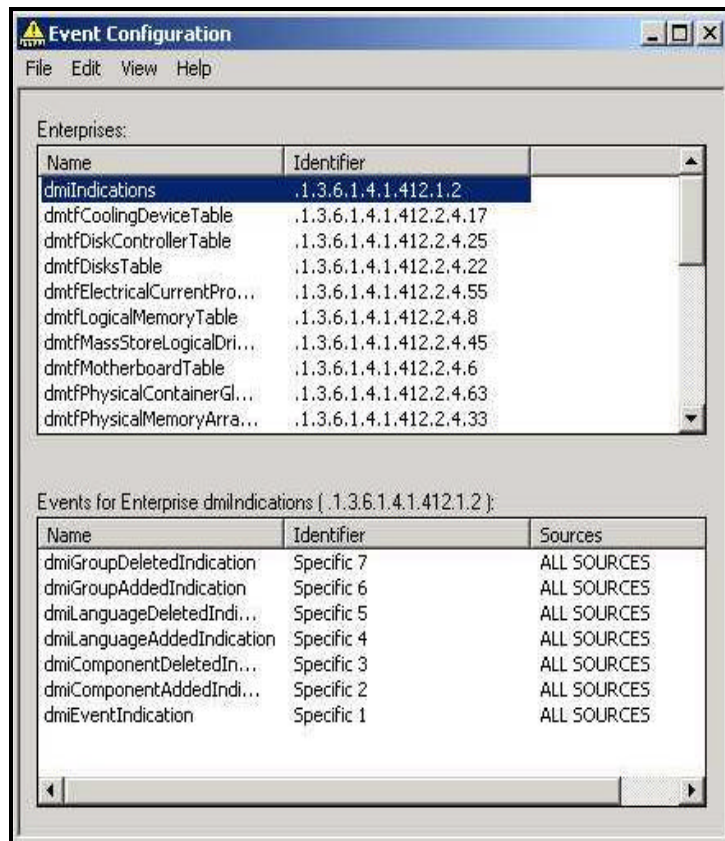 Event Configuration
File Edit View Help
Enterprises:
Name Identifier
dmiIndications .1.3.6.1.4.1.412.1.2
dmtfCoolingDeviceTable .1.3.6.1.4.1.412.2.4.17
dmtfDiskControllerTable .1.3.6.1.4.1.412.2.4.25
dmtfDisksTable .1.3.6.1.4.1.412.2.4.22
dmtfElectricalCurrentPro... .1.3.6.1.4.1.412.2.4.55
dmtfLogicalMemoryTable .1.3.6.1.4.1.412.2.4.8
dmtfMassStoreLogicalDri... .1.3.6.1.4.1.412.2.4.45
dmtfMotherboardTable .1.3.6.1.4.1.412.2.4.6
dmtfPhysicalContainerGl... .1.3.6.1.4.1.412.2.4.63
dmtfPhysicalMemoryArra... .1.3.6.1.4.1.412.2.4.33
Events for Enterprise dmiIndications ( .1.3.6.1.4.1.412.1.2 ):
Name Identifier Sources
dmiGroupDeletedIndication Specific 7 ALL SOURCES
dmiGroupAddedIndication Specific 6 ALL SOURCES
dmiLanguageDeletedIndi... Specific 5 ALL SOURCES
dmiLanguageAddedIndication Specific 4 ALL SOURCES
dmiComponentDeletedIn... Specific 3 ALL SOURCES
dmiComponentAddedIndi... Specific 2 ALL SOURCES
dmiEventIndication Specific 1 ALL SOURCES